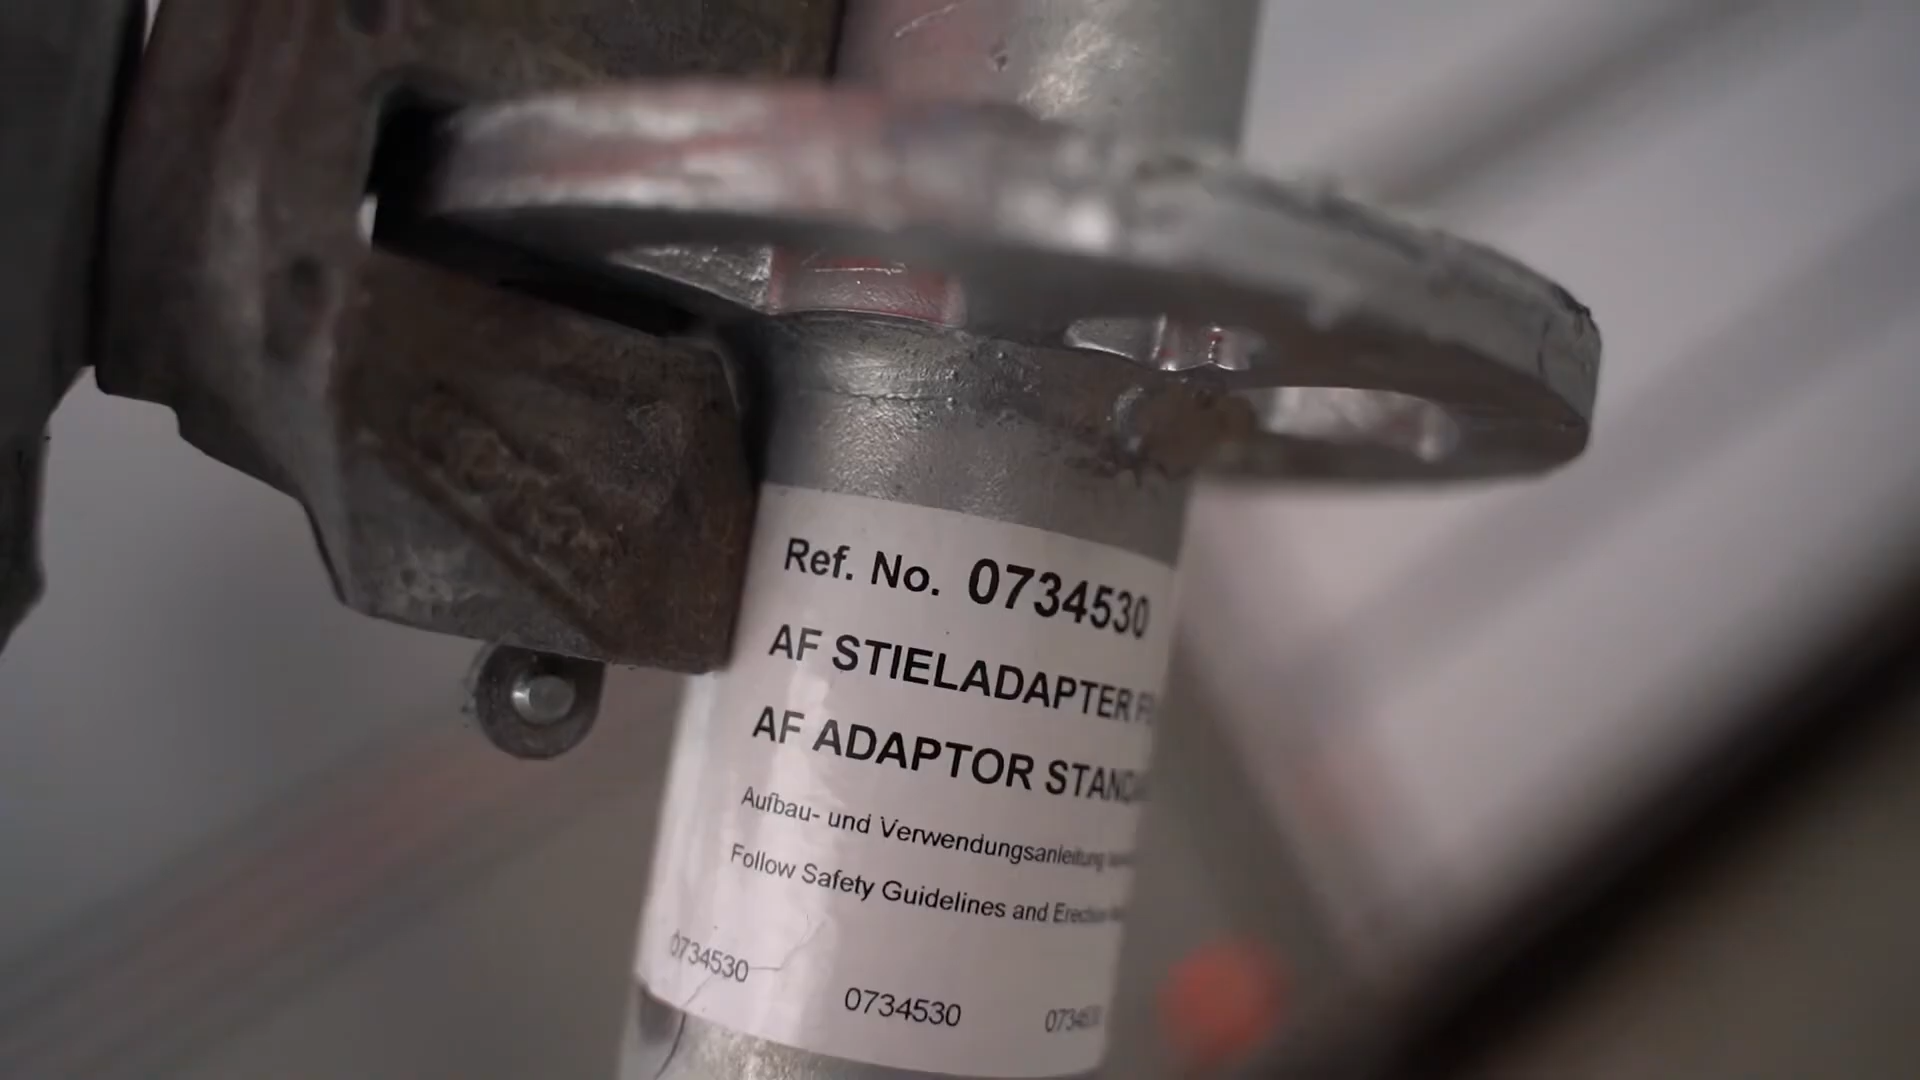 Ref. No. 0734530
AF STIELADAPTER
AF ADAPTOR
Aufbau- und Verwendungsanleitung
Follow Safety Guidelines and
0734530
0734530